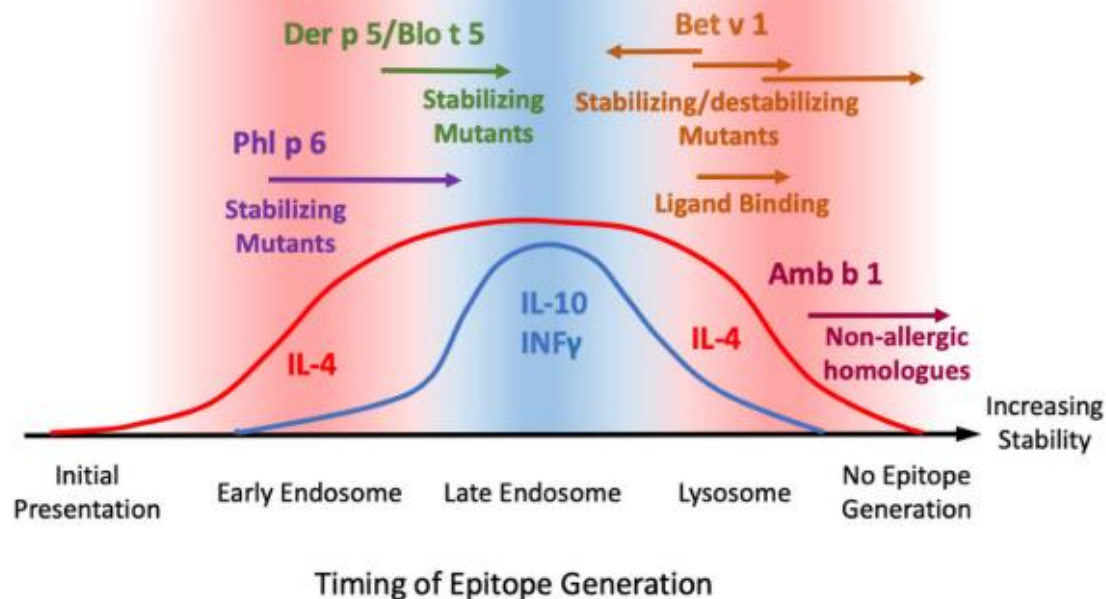 Der p 5/Blo t 5
Bet v 1
Stabilizing
Mutants
Stabilizing/destabilizing
Mutants
Phl p 6
Stabilizing
Mutants
Ligand Binding
Amb b 1
IL-10
INFγ
IL-4
IL-4
Non-allergic
homologues
Increasing
Stability
Initial
Presentation
Early Endosome
Late Endosome
Lysosome
No Epitope
Generation
Timing of Epitope Generation